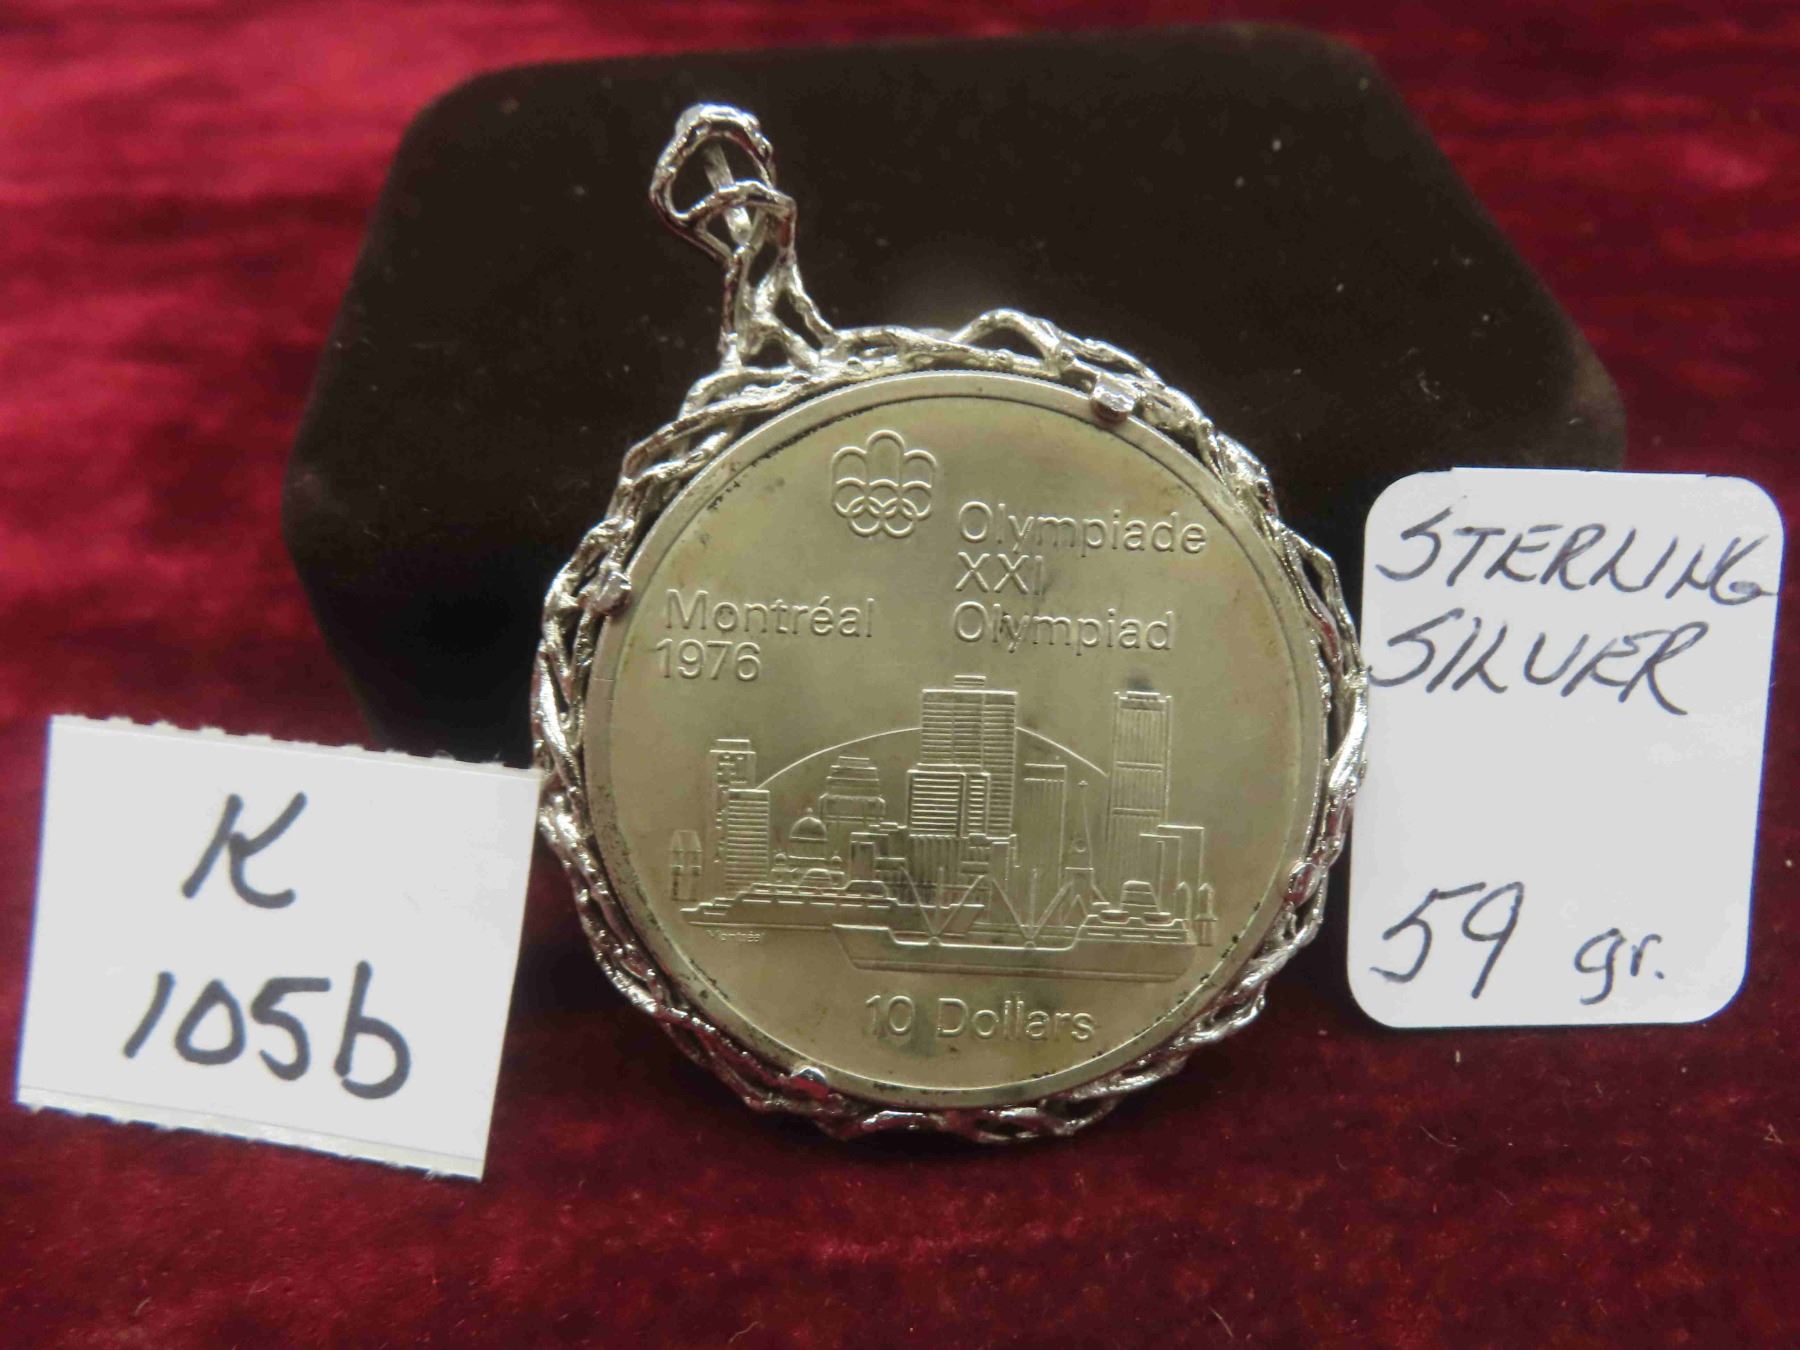 Olympiade
XXI
Olympiad
Montréal
1976
Montréal
10 Dollars
K
105b
STERLING
SILVER
59 gr.